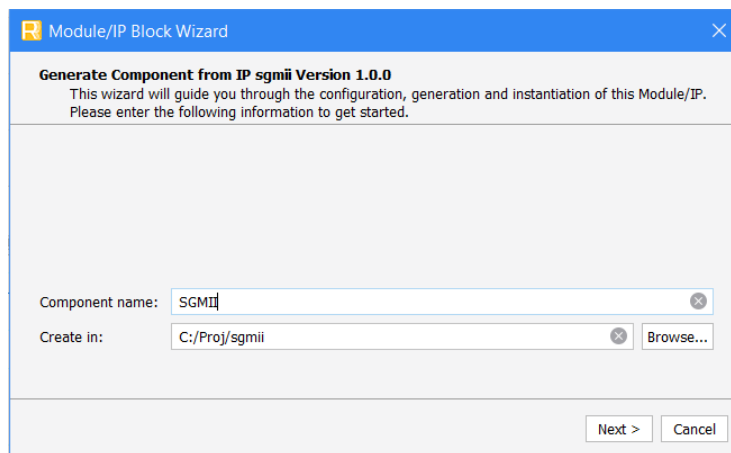 Module/IP Block Wizard
Generate Component from IP sgmii Version 1.0.0
This wizard will guide you through the configuration, generation and instantiation of this Module/IP.
Please enter the following information to get started.
Component name: SGMII
Create in: C:/Proj/sgmii Browse...
Next > Cancel